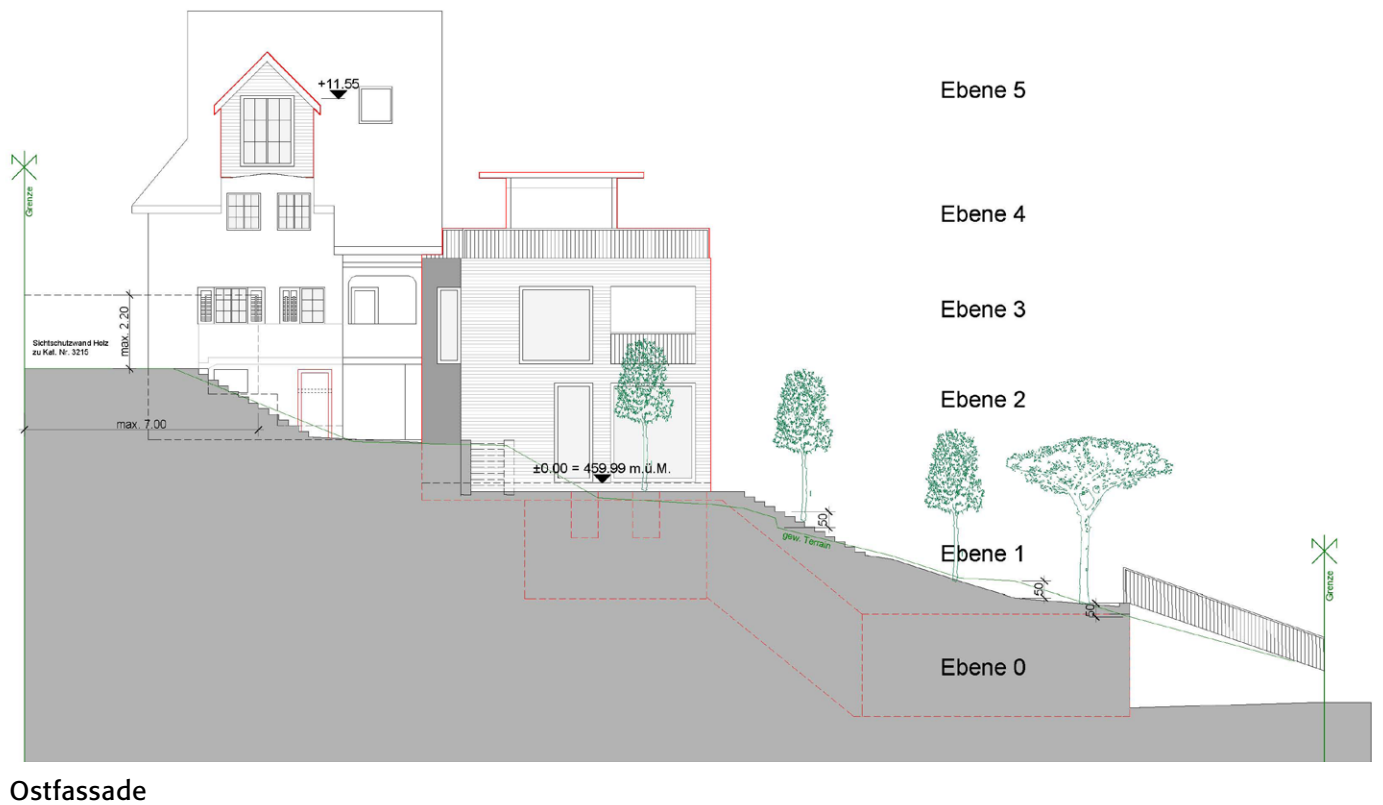 +11.55
Ebene 5
Grenze
Ebene 4
max. 2.20
Ebene 3
Sichtschutzwand Holz
zu Kat. Nr. 3215
Ebene 2
max. 7.00
±0.00 = 459.99 m.ü.M.
50
gew. Terrain
Ebene 1
50
50
Grenze
Ebene 0
Ostfassade